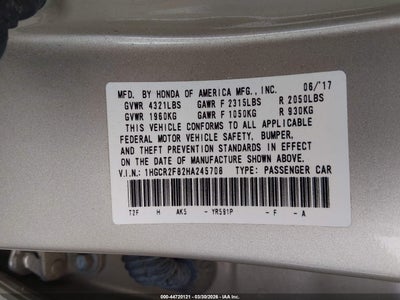 MFD. BY HONDA OF AMERICA MFG., INC. 06/'17
GVWR 4321LBS GAWR F 2315LBS R 2050LBS
GVWR 1960KG GAWR F 1050KG R 930KG
THIS VEHICLE CONFORMS TO ALL APPLICABLE
FEDERAL MOTOR VEHICLE SAFETY, BUMPER,
AND THEFT PREVENTION STANDARDS IN EFFECT
ON THE DATE OF MANUFACTURE SHOWN ABOVE.
V.I.N.: 1HGCR2F82HA245708 TYPE: PASSENGER CAR
T2F H AK5 - YR591P - F - A
000-44720121 - 03/30/2026 - IAA Inc.